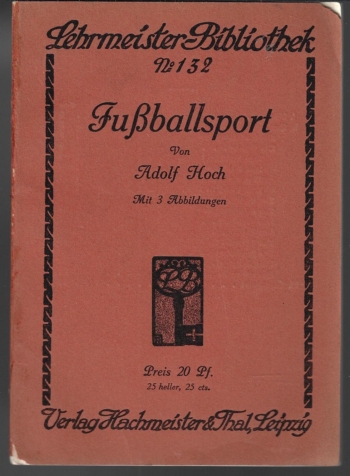 Lehrmeister-Bibliothek
No 132
Fußballsport
Von
Adolf Hoch
Mit 3 Abbildungen
LB
Preis 20 Pf.
25 heller, 25 cts.
Verlag Hachmeister & Thal, Leipzig